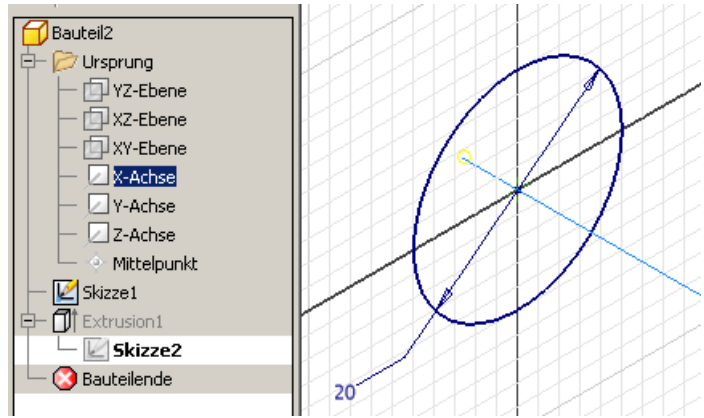 Bauteil2
Ursprung
YZ-Ebene
XZ-Ebene
XY-Ebene
X-Achse
Y-Achse
Z-Achse
Mittelpunkt
Skizze1
Extrusion1
Skizze2
Bauteilende
20